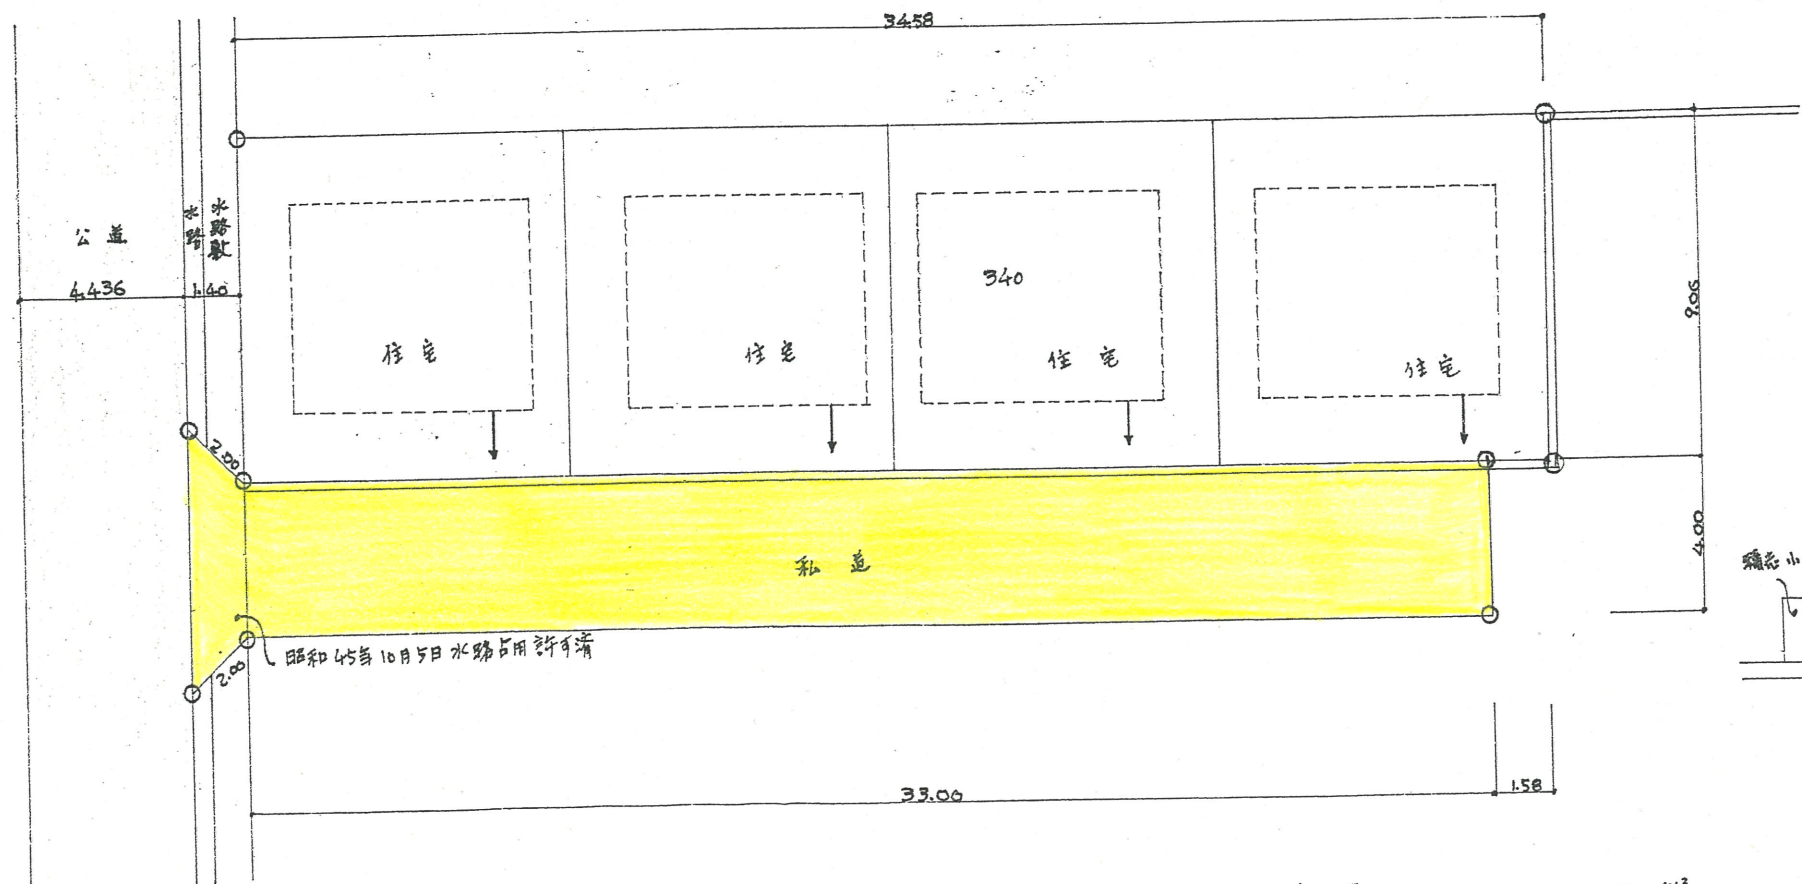 34.58
公道
水路
水路敷
4.436
1.40
340
9.00
住宅
住宅
住宅
住宅
2.00
私道
4.00
昭和45年10月5日水路占用許可済
2.00
33.00
1.58